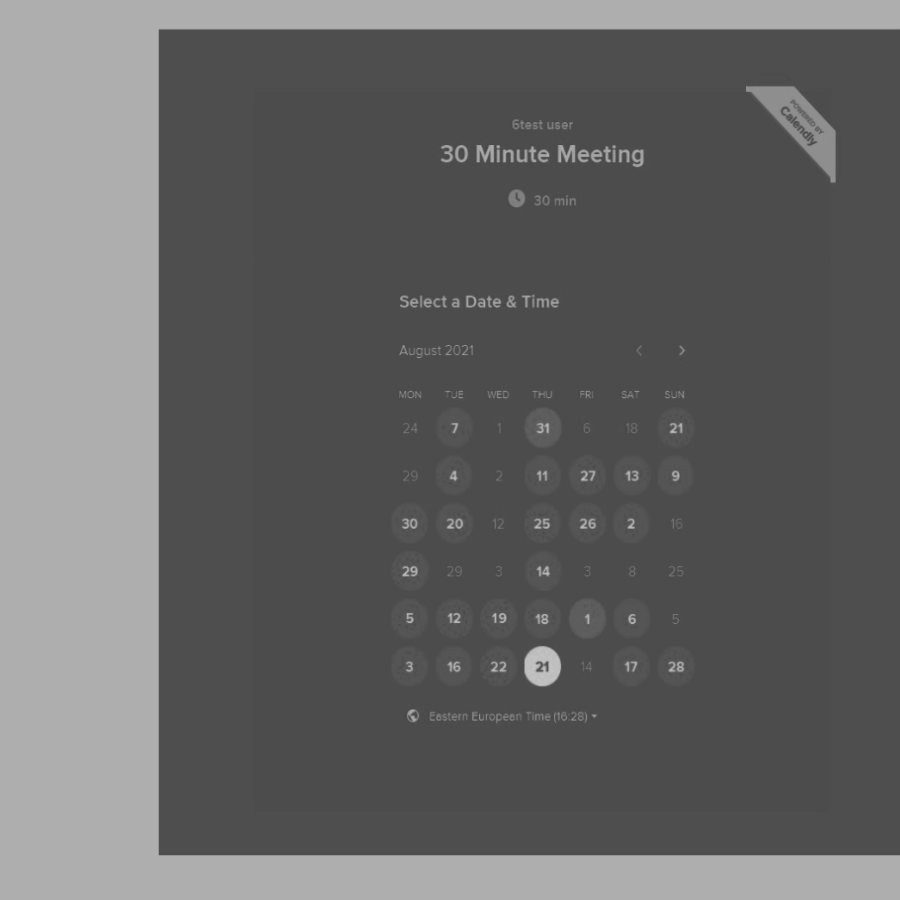 POWERED BY
Calendly
6test user
30 Minute Meeting
30 min
Select a Date & Time
August 2021
MON TUE WED THU FRI SAT SUN
24 7 1 31 6 18 21
29 4 2 11 27 13 9
30 20 12 25 26 2 16
29 29 3 14 3 8 25
5 12 19 18 1 6 5
3 16 22 21 14 17 28
Eastern European Time (16:28)